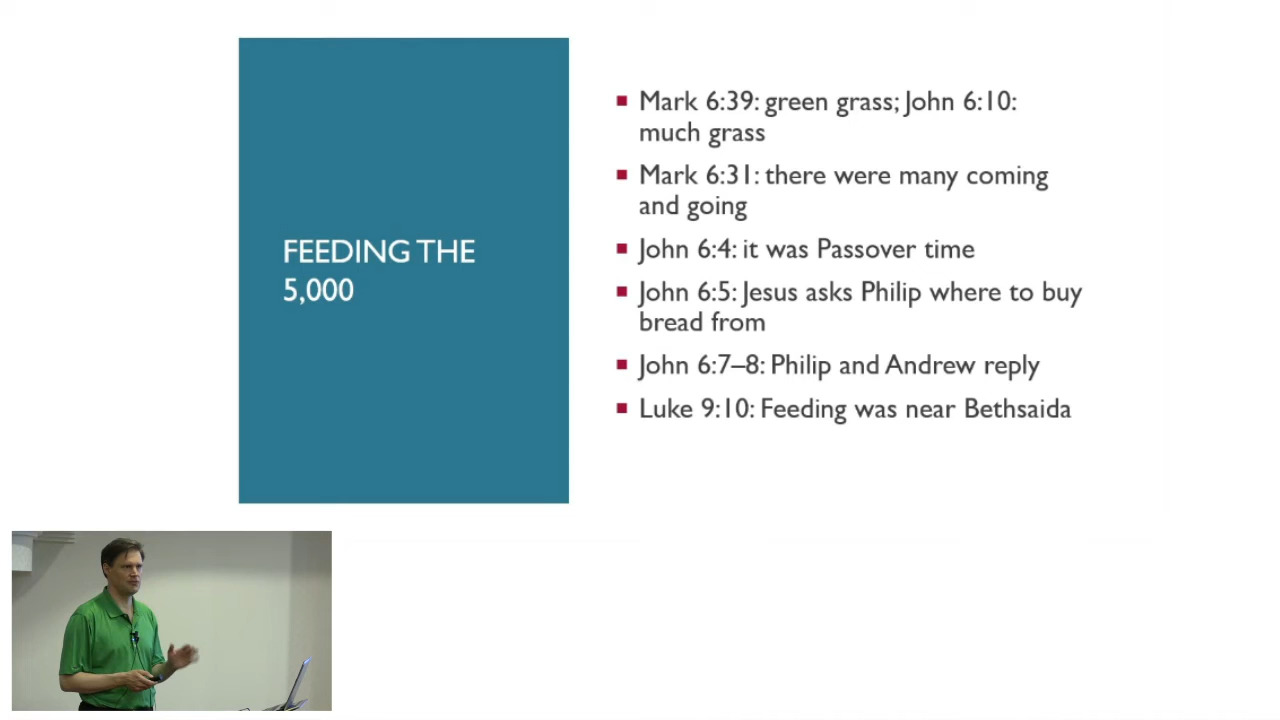 FEEDING THE
5,000
▪ Mark 6:39: green grass; John 6:10:
much grass
▪ Mark 6:31: there were many coming
and going
▪ John 6:4: it was Passover time
▪ John 6:5: Jesus asks Philip where to buy
bread from
▪ John 6:7–8: Philip and Andrew reply
▪ Luke 9:10: Feeding was near Bethsaida